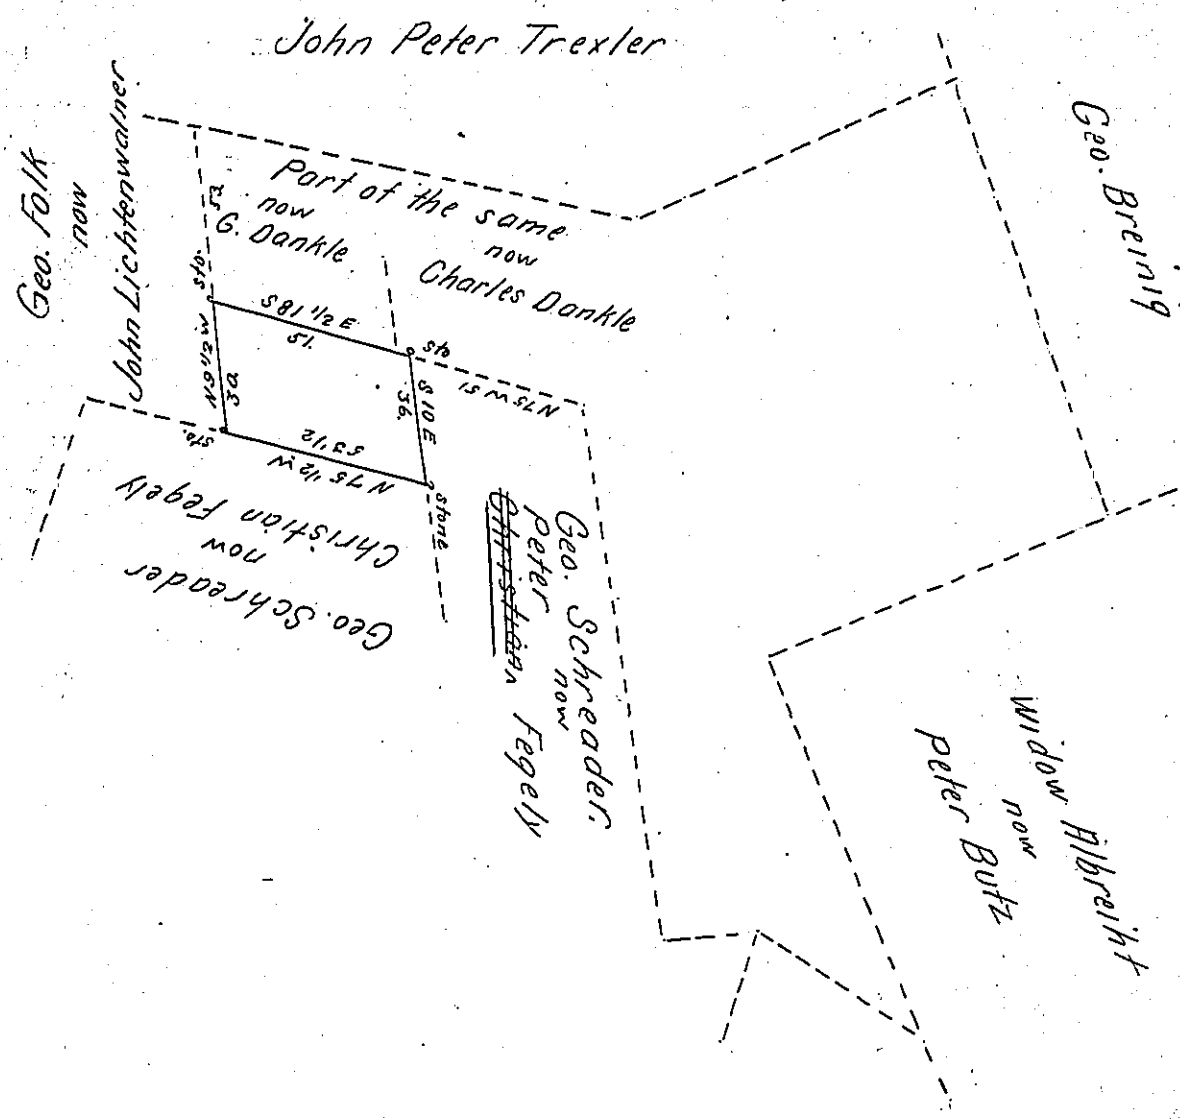 John Peter Trexler
Geo. Folk
now
John Lichtenwalner
Part of the same
now
G. Dankle
now
Charles Dankle
Geo. Breinig
52
Sto.
S 81 1/2 E
51.
Sto
N 75 W 51
N 9 1/2 W
30
S 10 E
36.
Sto.
53 1/2
N 75 1/2 W
Stone
Geo. Schreader
now
Christian Fegely
Geo. Schreader.
now
Peter
Christian Fegely
Widow Albreiht
now
Peter Butz